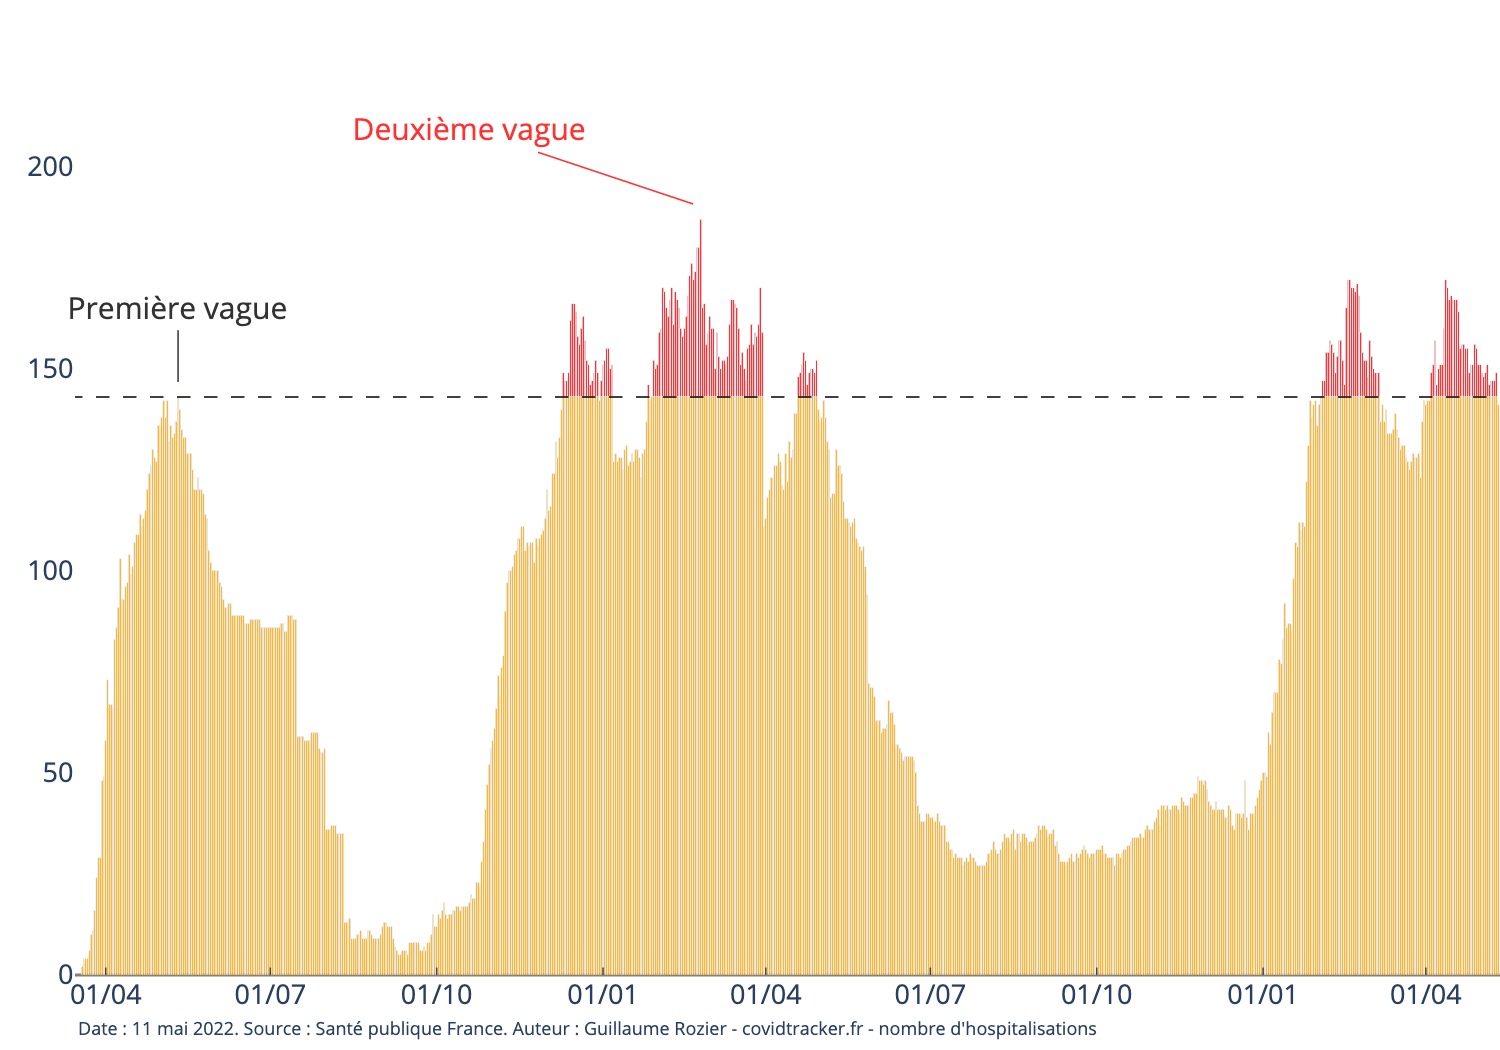 Deuxième vague
200
Première vague
150
100
50
0
01/04 01/07 01/10 01/01 01/04 01/07 01/10 01/01 01/04
Date : 11 mai 2022. Source : Santé publique France. Auteur : Guillaume Rozier - covidtracker.fr - nombre d'hospitalisations